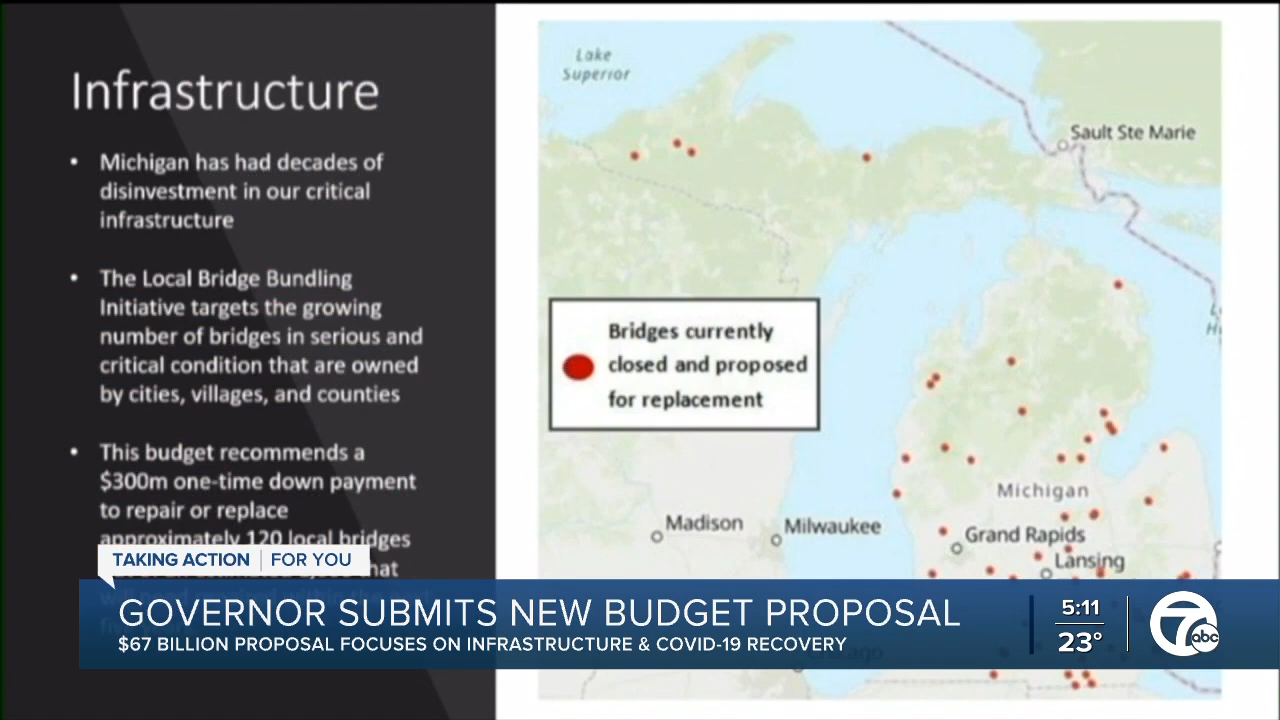 Infrastructure
• Michigan has had decades of
disinvestment in our critical
infrastructure
• The Local Bridge Bundling
Initiative targets the growing
number of bridges in serious and
critical condition that are owned
by cities, villages, and counties
• This budget recommends a
$300m one-time down payment
to repair or replace
approximately 120 local bridges
Lake
Superior
Sault Ste Marie
Bridges currently
closed and proposed
for replacement
Michigan
Madison
Milwaukee
Grand Rapids
Lansing
TAKING ACTION | FOR YOU
GOVERNOR SUBMITS NEW BUDGET PROPOSAL
$67 BILLION PROPOSAL FOCUSES ON INFRASTRUCTURE & COVID-19 RECOVERY
5:11
23°
7 abc